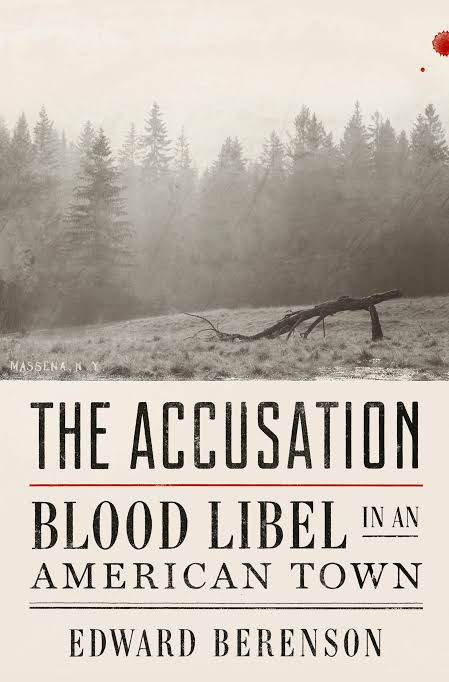 MASSENA, N Y
THE ACCUSATION
BLOOD LIBEL IN AN
AMERICAN TOWN
EDWARD BERENSON